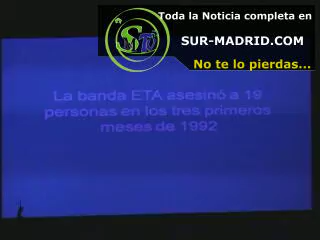 Toda la Noticia completa en
STV
SUR-MADRID.COM
No te lo pierdas...
La banda ETA asesinó a 19
personas en los tres primeros
meses de 1992